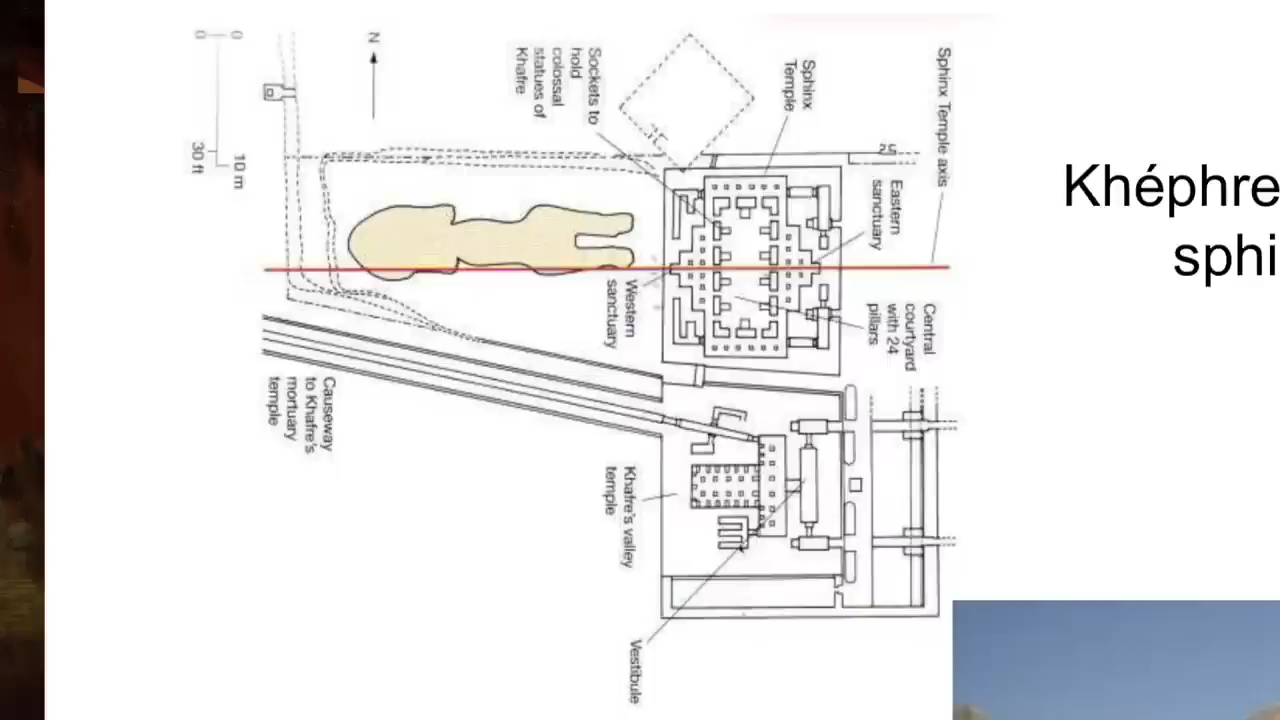 Khéphre
sphi
0 0
10 m
30 ft
N
Sockets to
hold
colossal
statues of
Khafre
Sphinx
Temple
Sphinx Temple axis
Eastern
sanctuary
Western
sanctuary
Central
courtyard
with 24
pillars
Causeway
to Khafre's
mortuary
temple
Khafre's valley
temple
Vestibule